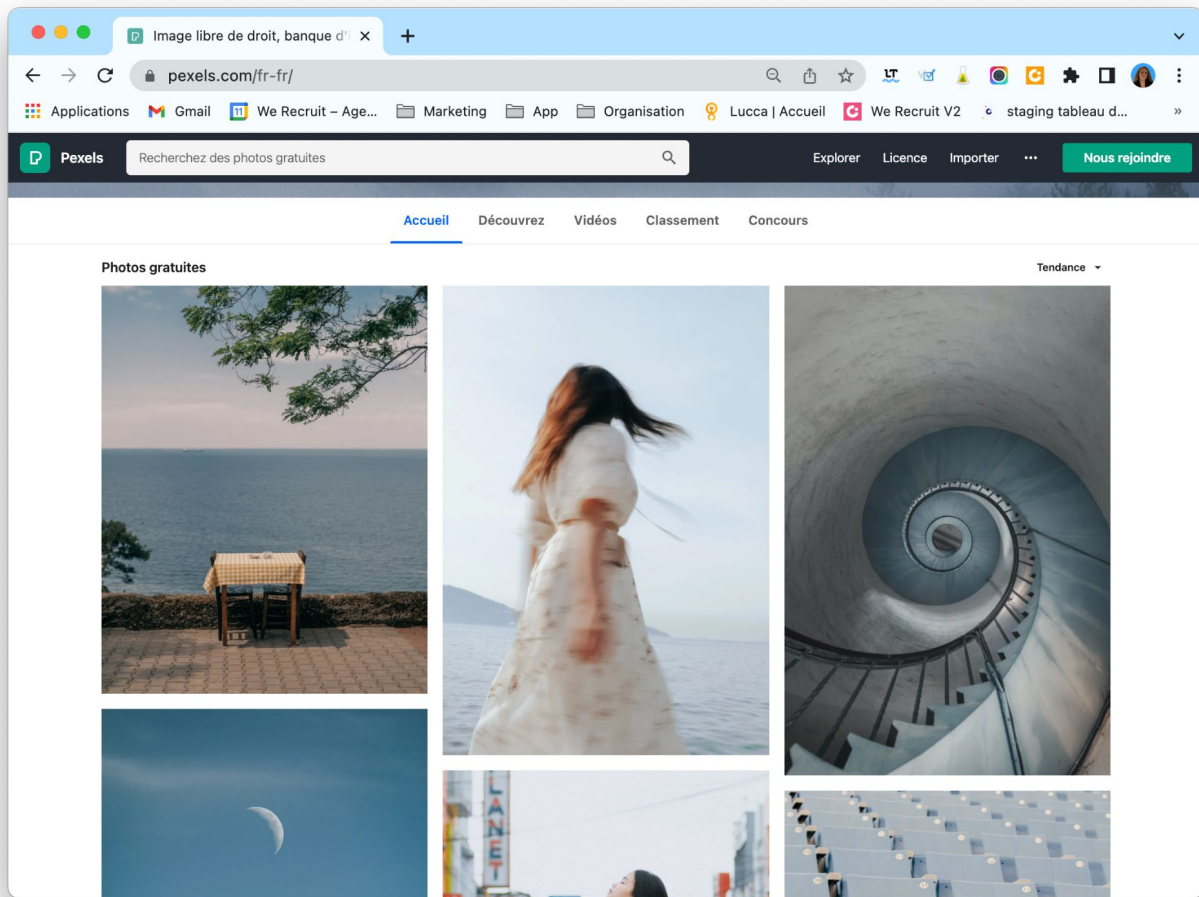 Image libre de droit, banque d'i
pexels.com/fr-fr/
Applications Gmail 11 We Recruit – Age... Marketing App Organisation Lucca | Accueil We Recruit V2 staging tableau d... »
Pexels Recherchez des photos gratuites Explorer Licence Importer ••• Nous rejoindre
Accueil Découvrez Vidéos Classement Concours
Photos gratuites Tendance
LANET